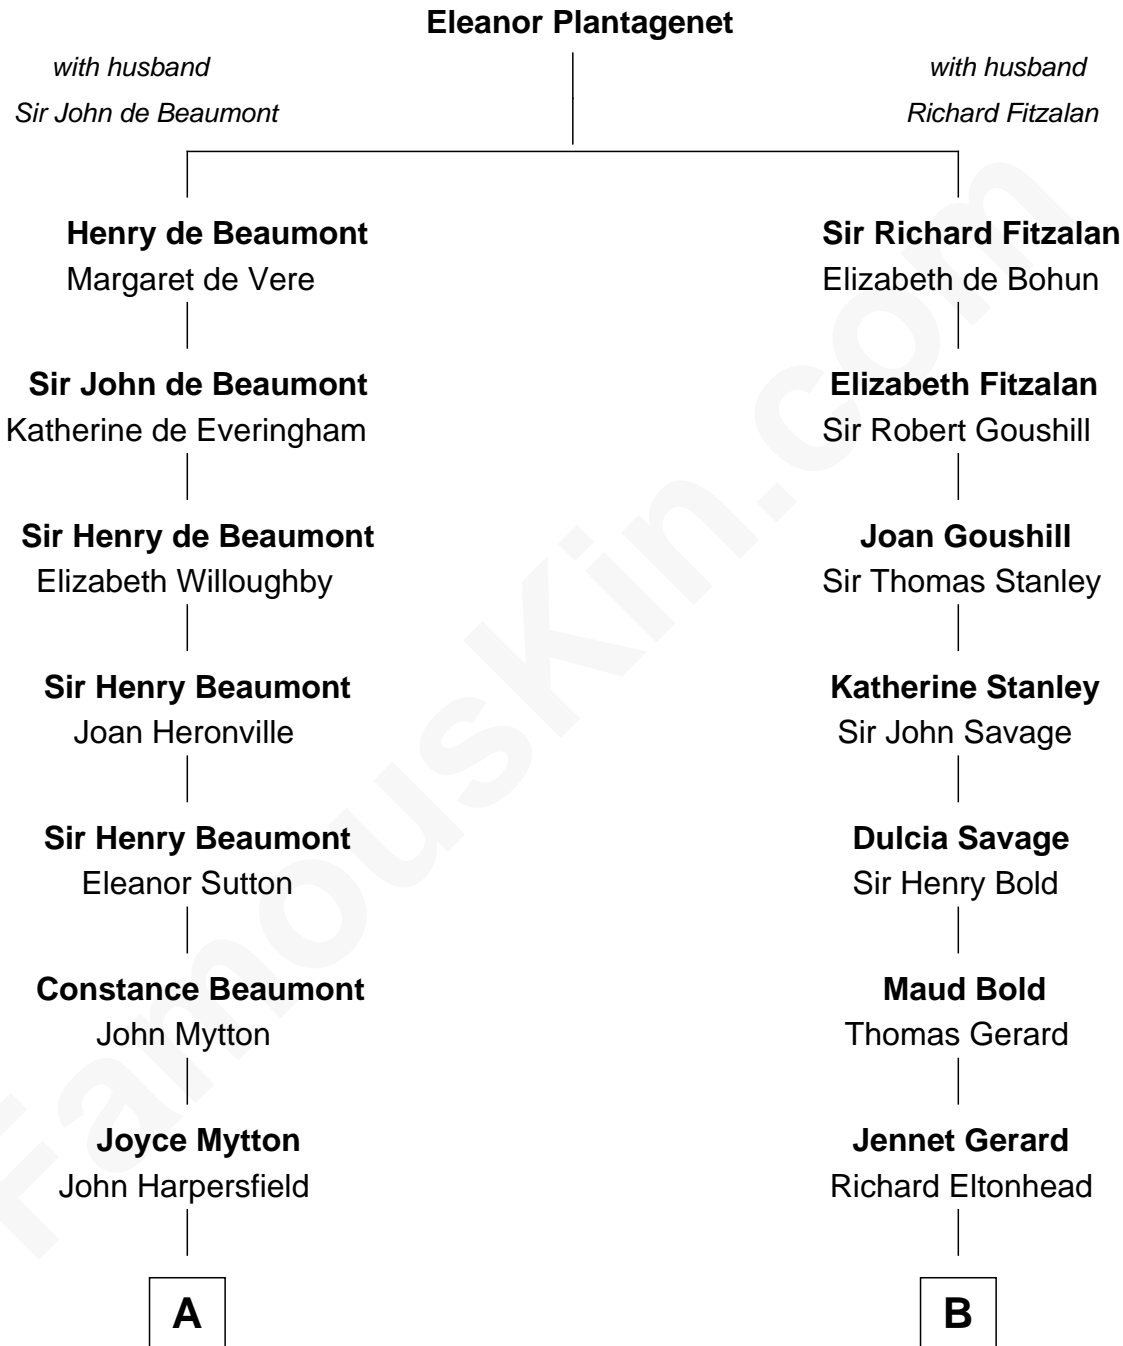 Eleanor Plantagenet
with husband
Sir John de Beaumont
with husband
Richard Fitzalan
Henry de Beaumont
Margaret de Vere
Sir Richard Fitzalan
Elizabeth de Bohun
Sir John de Beaumont
Katherine de Everingham
Elizabeth Fitzalan
Sir Robert Goushill
Sir Henry de Beaumont
Elizabeth Willoughby
Joan Goushill
Sir Thomas Stanley
Sir Henry Beaumont
Joan Heronville
Katherine Stanley
Sir John Savage
Sir Henry Beaumont
Eleanor Sutton
Dulcia Savage
Sir Henry Bold
Constance Beaumont
John Mytton
Maud Bold
Thomas Gerard
Joyce Mytton
John Harpersfield
Jennet Gerard
Richard Eltonhead
A
B
FamousKin.com